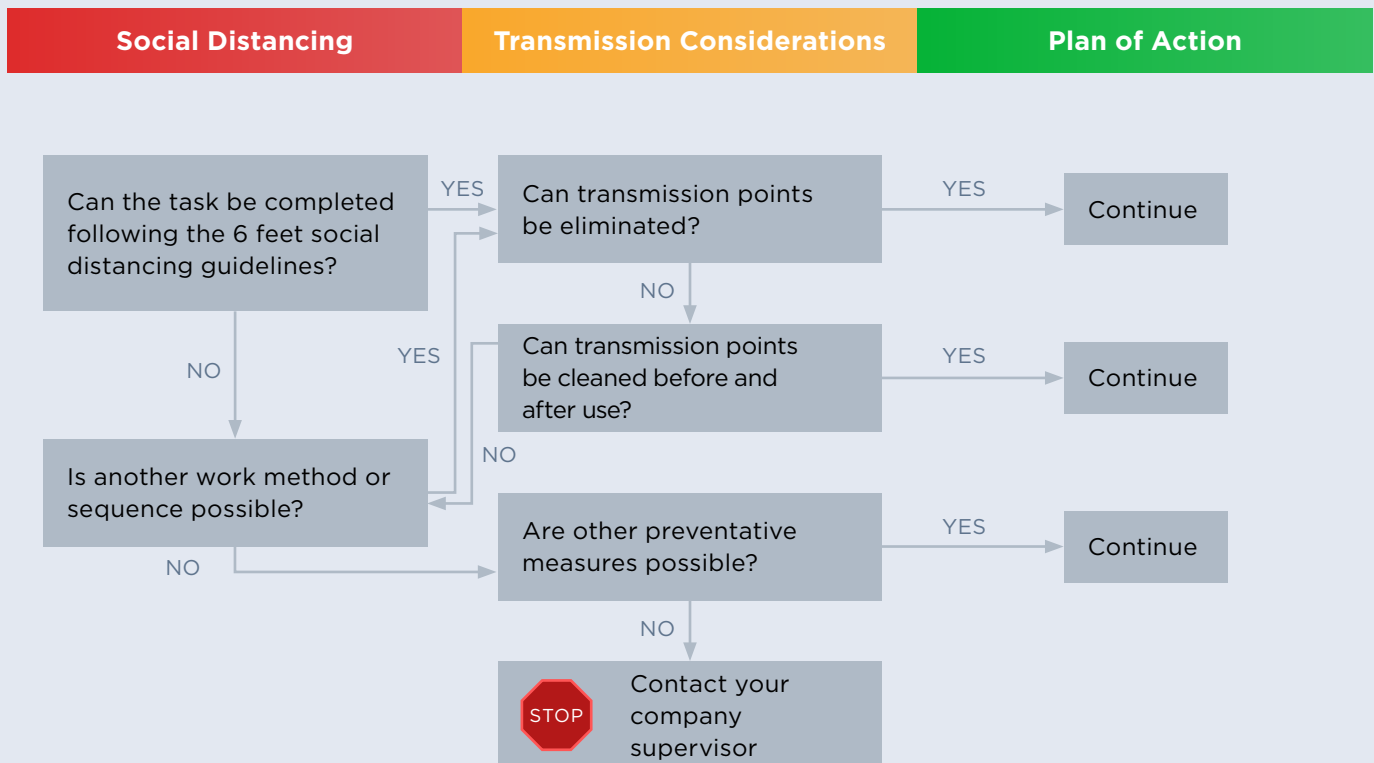 Social Distancing
Transmission Considerations
Plan of Action
Can the task be completed
following the 6 feet social
distancing guidelines?
YES
Can transmission points
be eliminated?
YES
Continue
NO
NO
YES
Can transmission points
be cleaned before and
after use?
YES
Continue
NO
Is another work method or
sequence possible?
NO
Are other preventative
measures possible?
YES
Continue
NO
STOP
Contact your
company
supervisor